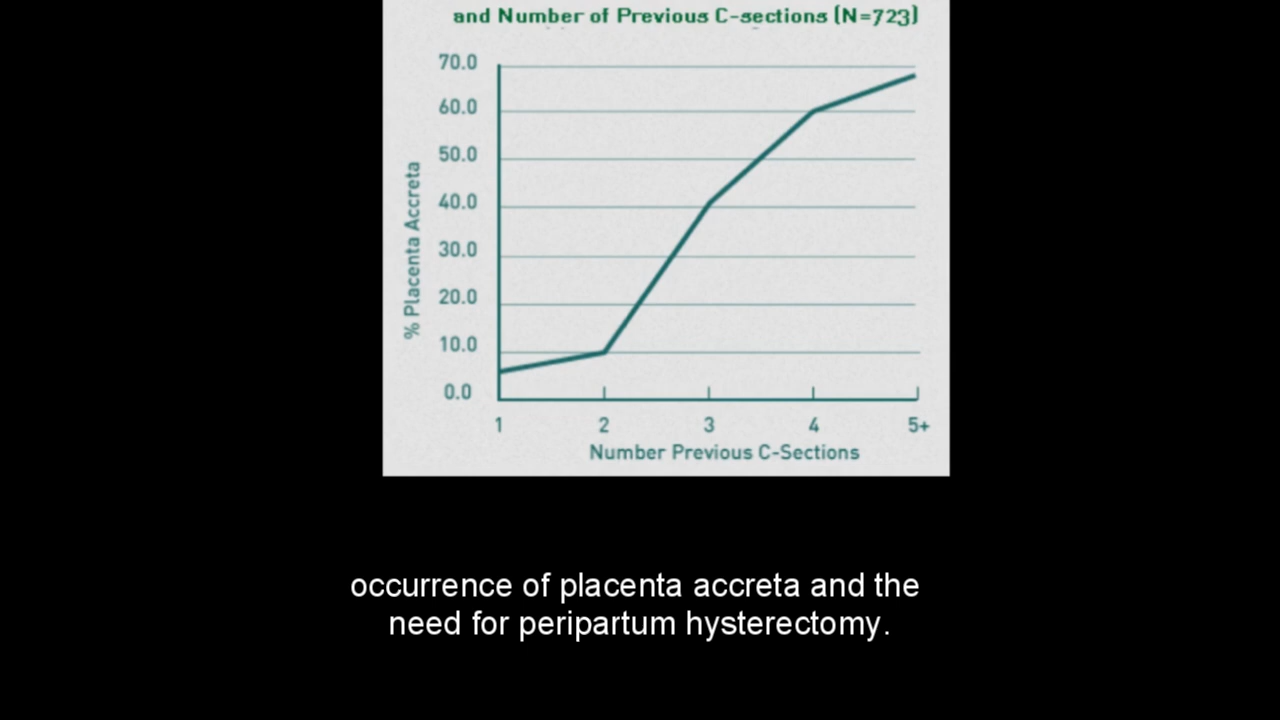 and Number of Previous C-sections (N=723)
70.0
60.0
50.0
40.0
30.0
20.0
10.0
0.0
% Placenta Accreta
1 2 3 4 5+
Number Previous C-Sections
occurrence of placenta accreta and the
need for peripartum hysterectomy.